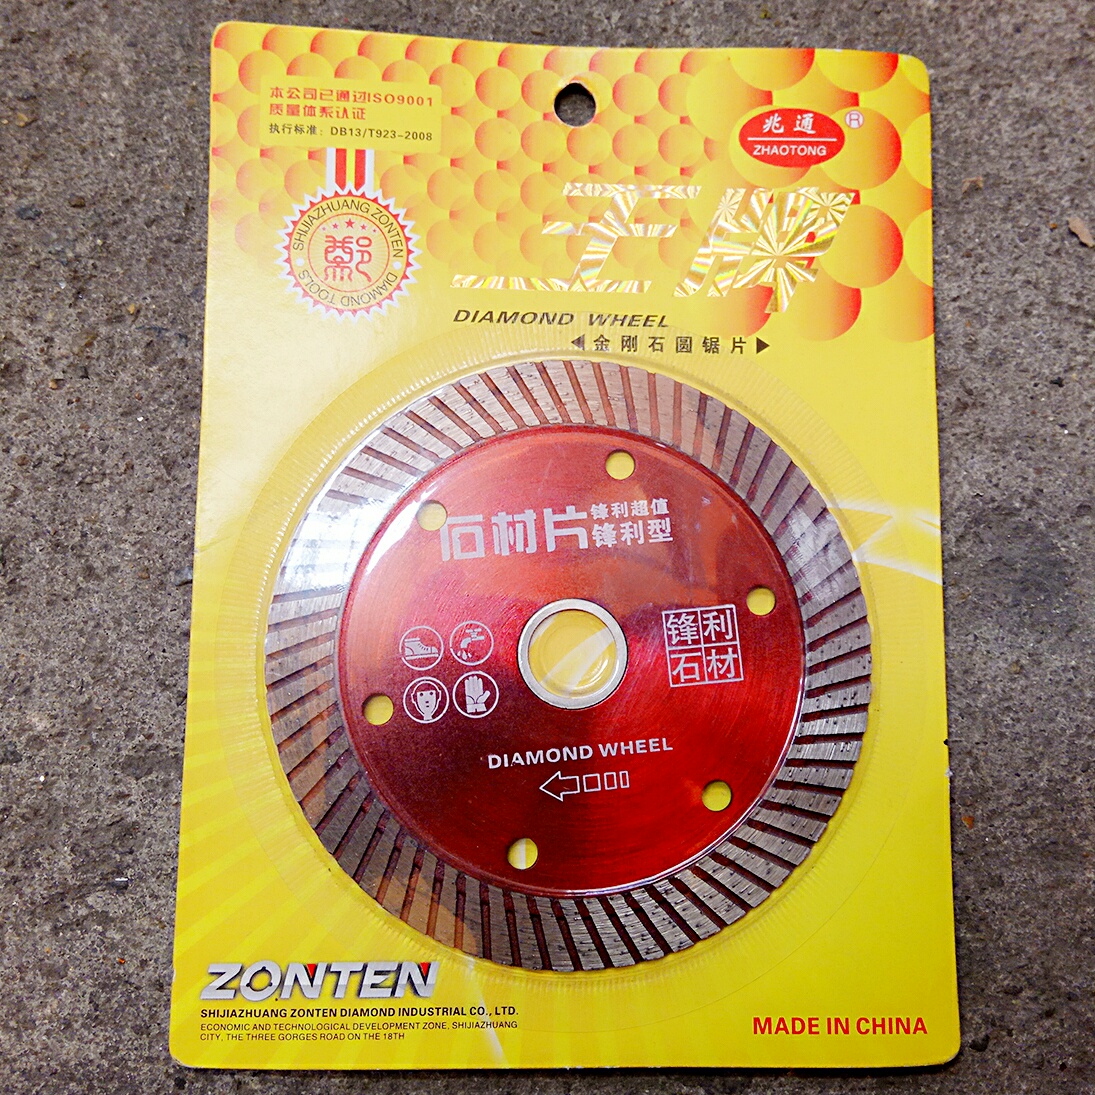 本公司已通过ISO9001
质量体系认证
执行标准：DB13/T923-2008
兆通®
ZHAOTONG
SHIJIAZHUANG ZONTEN
鄭
DIAMOND TOOLS
王牌
DIAMOND WHEEL
◀金刚石圆锯片▶
石材片
锋利超值
锋利型
锋利
石材
DIAMOND WHEEL
ZONTEN
SHIJIAZHUANG ZONTEN DIAMOND INDUSTRIAL CO., LTD.
ECONOMIC AND TECHNOLOGICAL DEVELOPMENT ZONE, SHIJIAZHUANG
CITY, THE THREE GORGES ROAD ON THE 18TH
MADE IN CHINA